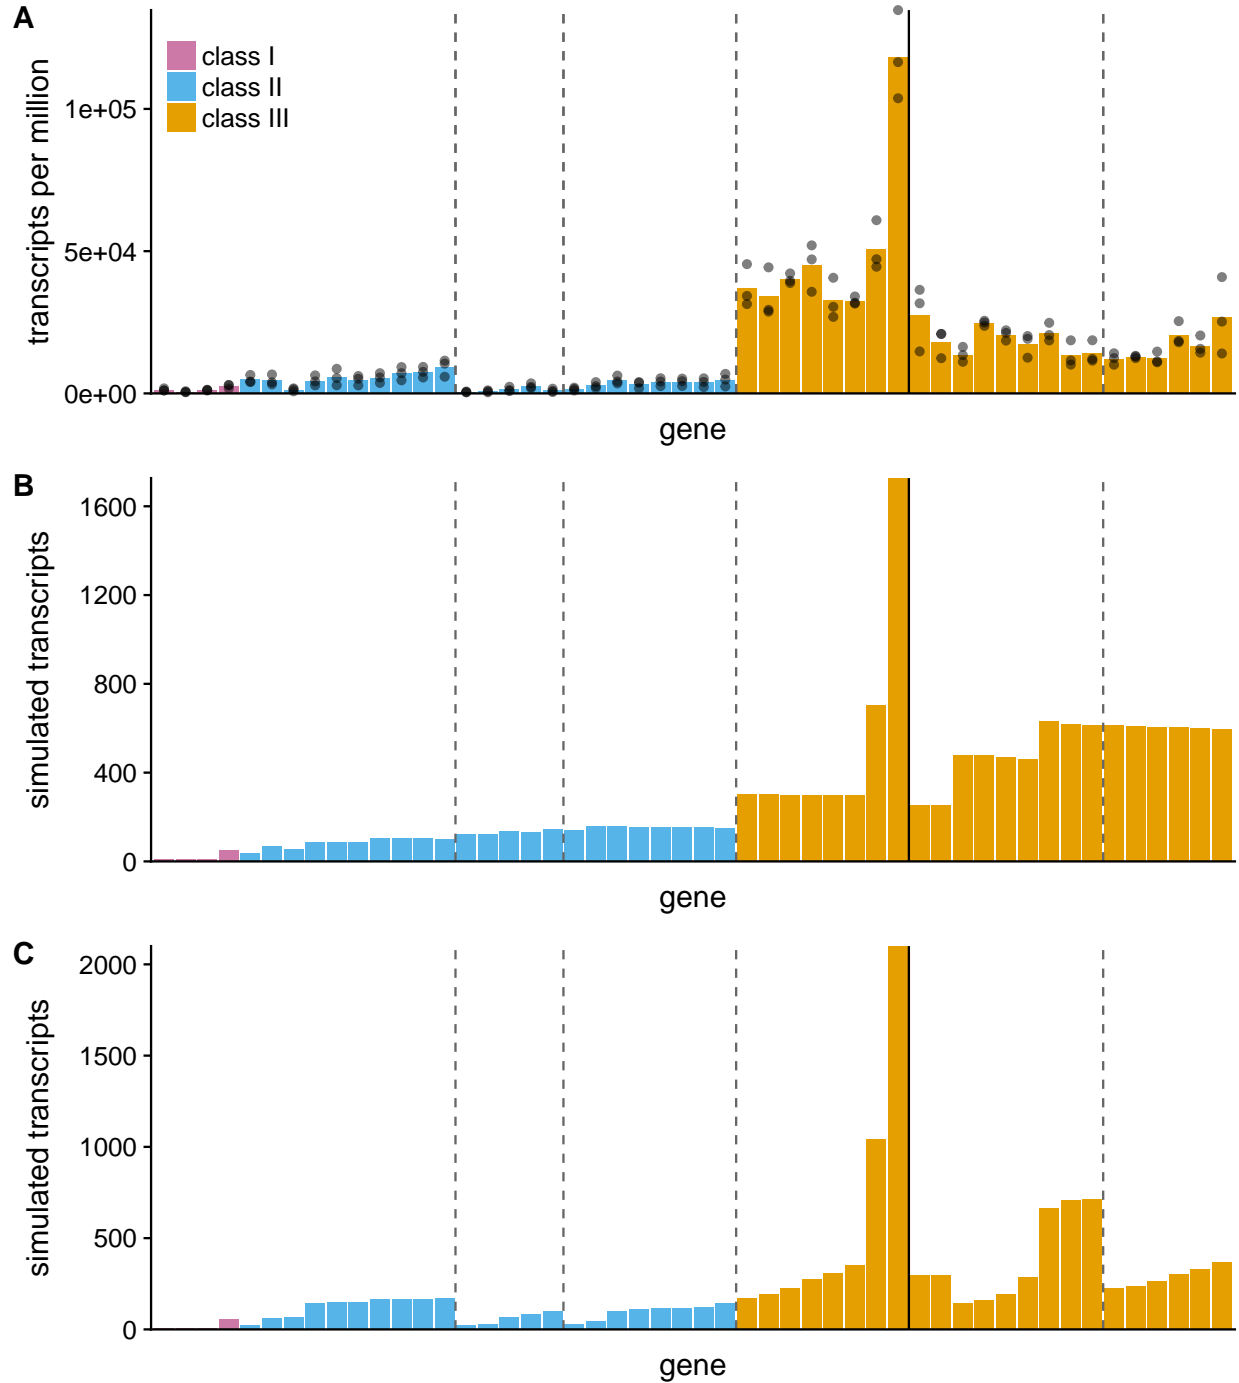 A
class I
class II
class III
transcripts per million
1e+05
5e+04
0e+00
gene
B
simulated transcripts
1600
1200
800
400
0
gene
C
simulated transcripts
2000
1500
1000
500
0
gene